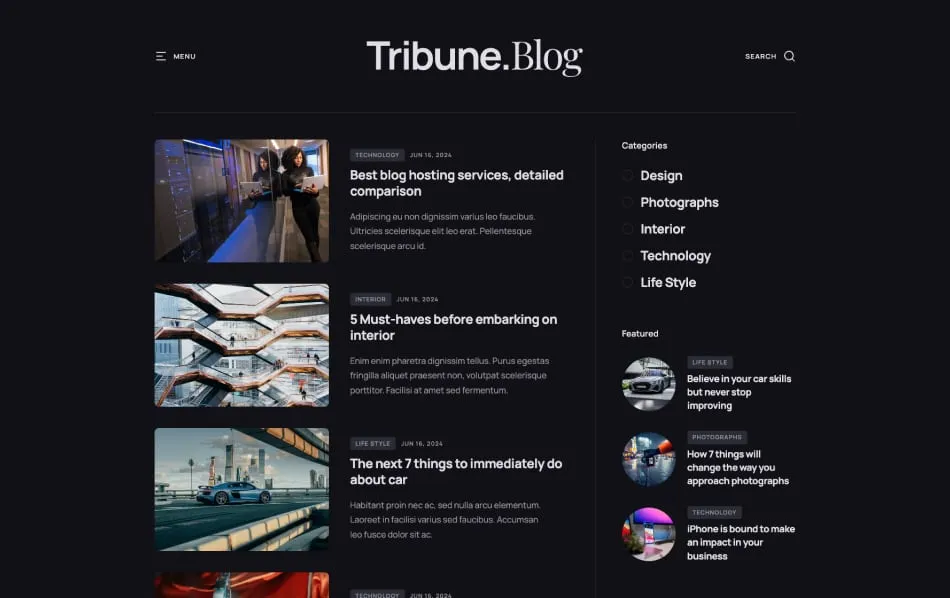 MENU
Tribune.Blog
SEARCH
TECHNOLOGY JUN 16, 2024
Best blog hosting services, detailed
comparison
Adipiscing eu non dignissim varius leo faucibus.
Ultricies scelerisque elit leo erat. Pellentesque
scelerisque arcu id.
INTERIOR JUN 16, 2024
5 Must-haves before embarking on
interior
Enim enim pharetra dignissim tellus. Purus egestas
fringilla aliquet praesent non, volutpat scelerisque
porttitor. Facilisi at amet sed fermentum.
LIFE STYLE JUN 16, 2024
The next 7 things to immediately do
about car
Habitant proin nec ac, sed nulla arcu elementum.
Laoreet in facilisi varius sed faucibus. Accumsan
leo fusce dolor sit ac.
TECHNOLOGY JUN 16, 2024
Categories
Design
Photographs
Interior
Technology
Life Style
Featured
LIFE STYLE
Believe in your car skills
but never stop
improving
PHOTOGRAPHS
How 7 things will
change the way you
approach photographs
TECHNOLOGY
iPhone is bound to make
an impact in your
business